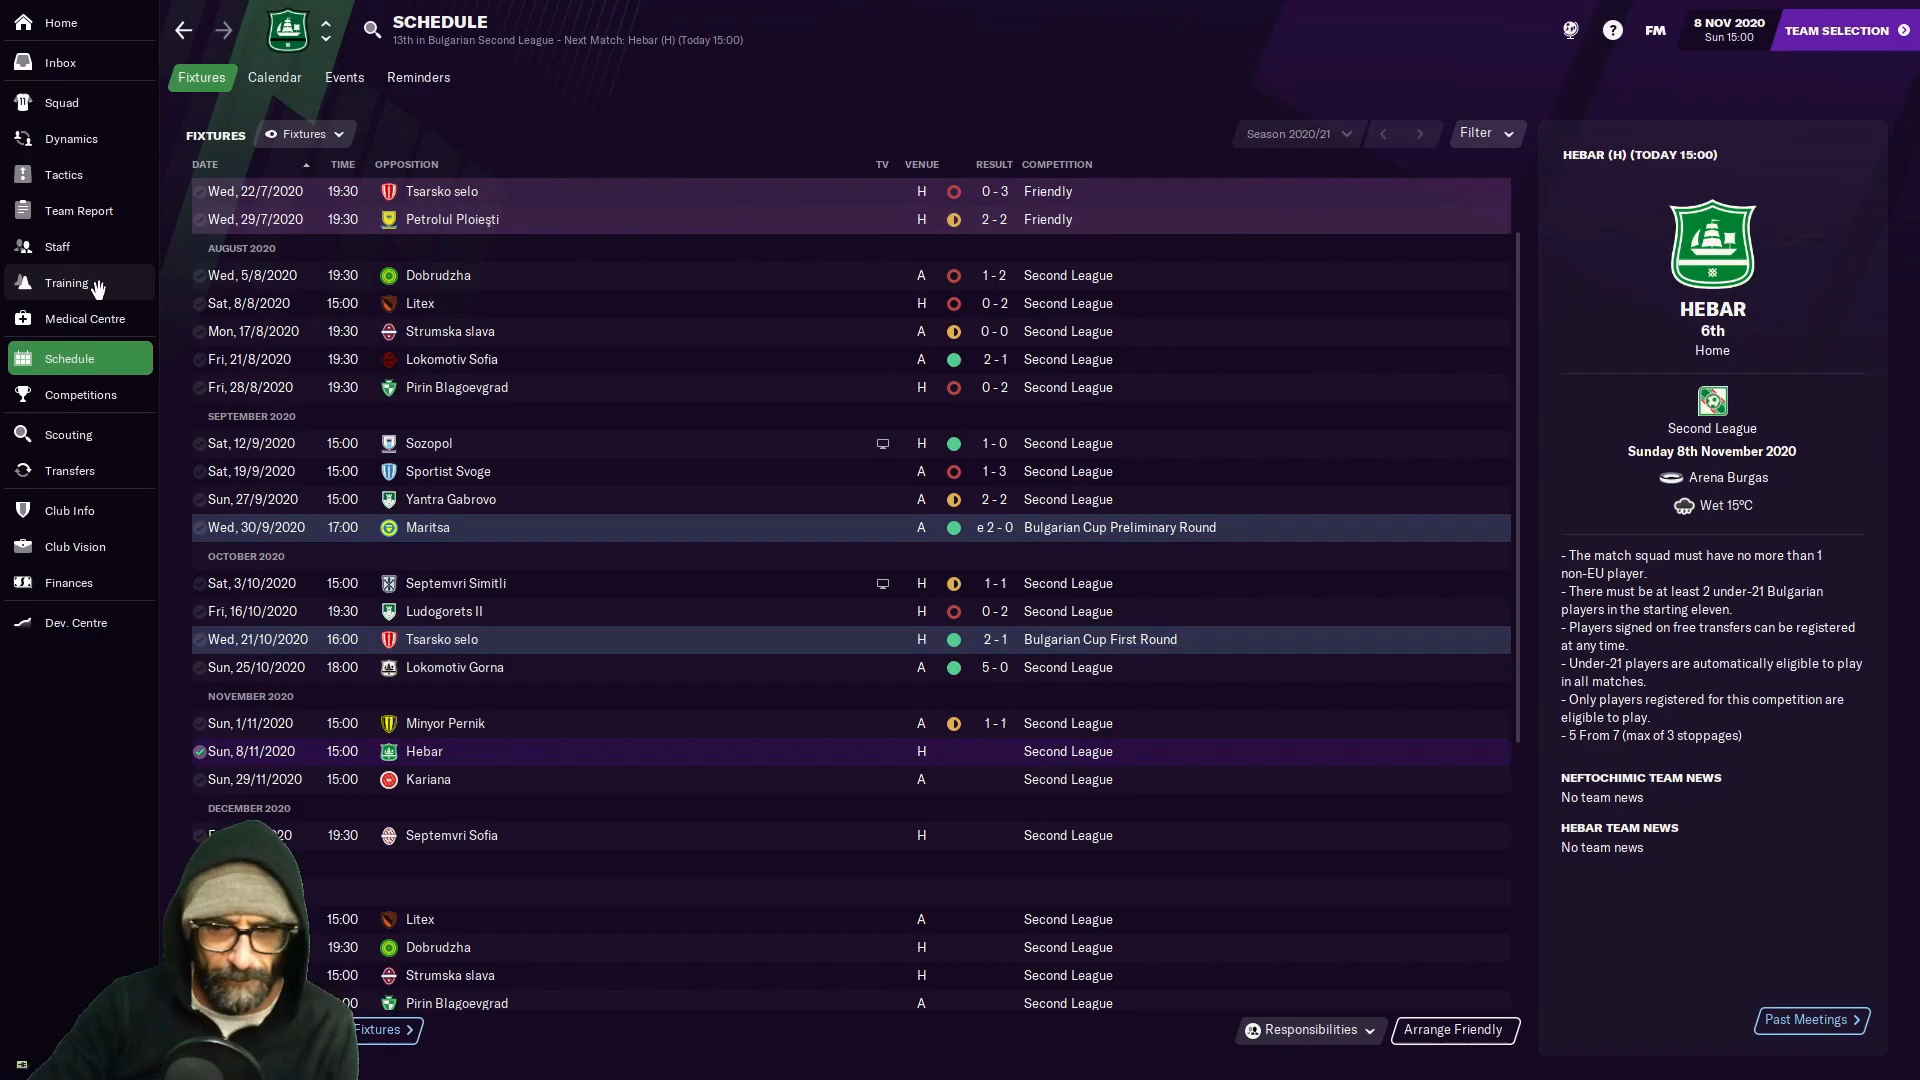 Home
Inbox
Squad
Dynamics
Tactics
Team Report
Staff
Training
Medical Centre
Schedule
Competitions
Scouting
Transfers
Club Info
Club Vision
Finances
Dev. Centre
SCHEDULE
13th in Bulgarian Second League - Next Match: Hebar (H) (Today 15:00)
FM
8 NOV 2020
Sun 15:00
TEAM SELECTION
Fixtures Calendar Events Reminders
FIXTURES Fixtures
Season 2020/21 Filter
DATE TIME OPPOSITION TV VENUE RESULT COMPETITION
Wed, 22/7/2020 19:30 Tsarsko selo H 0 - 3 Friendly
Wed, 29/7/2020 19:30 Petrolul Ploiești H 2 - 2 Friendly
AUGUST 2020
Wed, 5/8/2020 19:30 Dobrudzha A 1 - 2 Second League
Sat, 8/8/2020 15:00 Litex H 0 - 2 Second League
Mon, 17/8/2020 19:30 Strumska slava A 0 - 0 Second League
Fri, 21/8/2020 19:30 Lokomotiv Sofia A 2 - 1 Second League
Fri, 28/8/2020 19:30 Pirin Blagoevgrad H 0 - 2 Second League
SEPTEMBER 2020
Sat, 12/9/2020 15:00 Sozopol H 1 - 0 Second League
Sat, 19/9/2020 15:00 Sportist Svoge A 1 - 3 Second League
Sun, 27/9/2020 15:00 Yantra Gabrovo A 2 - 2 Second League
Wed, 30/9/2020 17:00 Maritsa A e 2 - 0 Bulgarian Cup Preliminary Round
OCTOBER 2020
Sat, 3/10/2020 15:00 Septemvri Simitli H 1 - 1 Second League
Fri, 16/10/2020 19:30 Ludogorets II H 0 - 2 Second League
Wed, 21/10/2020 16:00 Tsarsko selo H 2 - 1 Bulgarian Cup First Round
Sun, 25/10/2020 18:00 Lokomotiv Gorna A 5 - 0 Second League
NOVEMBER 2020
Sun, 1/11/2020 15:00 Minyor Pernik A 1 - 1 Second League
Sun, 8/11/2020 15:00 Hebar H Second League
Sun, 29/11/2020 15:00 Kariana A Second League
DECEMBER 2020
19:30 Septemvri Sofia H Second League
15:00 Litex A Second League
19:30 Dobrudzha H Second League
15:00 Strumska slava H Second League
Pirin Blagoevgrad A Second League
Fixtures
Responsibilities
Arrange Friendly
HEBAR (H) (TODAY 15:00)
HEBAR
6th
Home
Second League
Sunday 8th November 2020
Arena Burgas
Wet 15ºC
- The match squad must have no more than 1
non-EU player.
- There must be at least 2 under-21 Bulgarian
players in the starting eleven.
- Players signed on free transfers can be registered
at any time.
- Under-21 players are automatically eligible to play
in all matches.
- Only players registered for this competition are
eligible to play.
- 5 From 7 (max of 3 stoppages)
NEFTOCHIMIC TEAM NEWS
No team news
HEBAR TEAM NEWS
No team news
Past Meetings